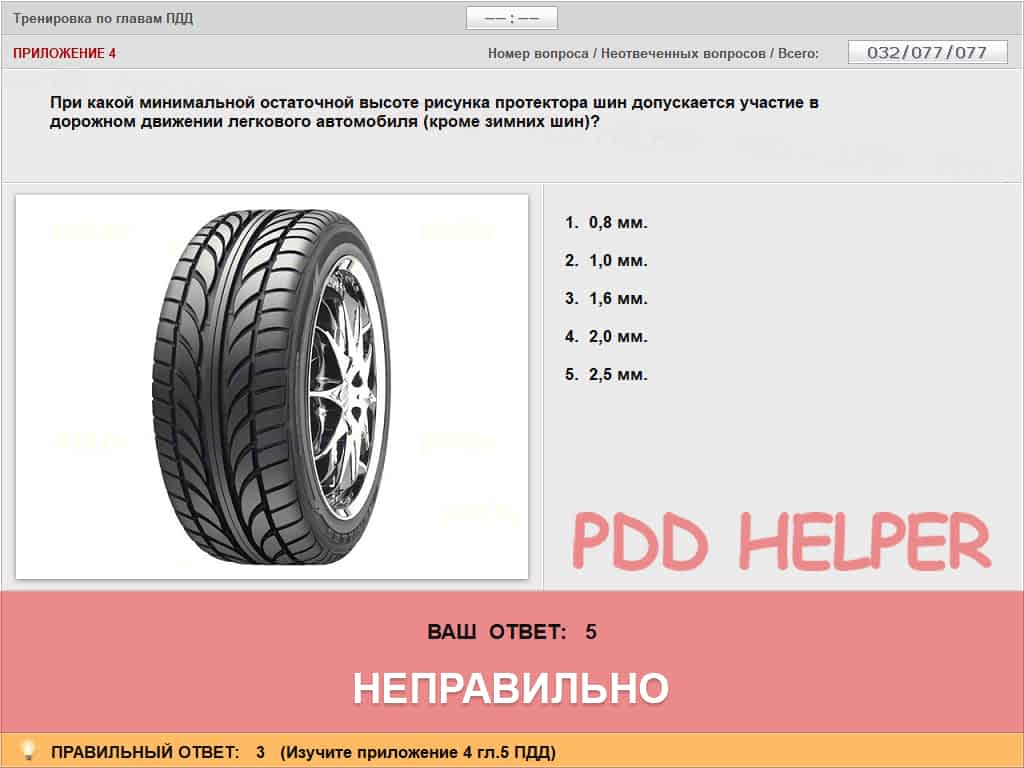 Тренировка по главам ПДД
—— : ——
ПРИЛОЖЕНИЕ 4
Номер вопроса / Неотвеченных вопросов / Всего:
032/077/077
При какой минимальной остаточной высоте рисунка протектора шин допускается участие в
дорожном движении легкового автомобиля (кроме зимних шин)?
1. 0,8 мм.
2. 1,0 мм.
3. 1,6 мм.
4. 2,0 мм.
5. 2,5 мм.
PDD HELPER
ВАШ ОТВЕТ: 5
НЕПРАВИЛЬНО
ПРАВИЛЬНЫЙ ОТВЕТ: 3 (Изучите приложение 4 гл.5 ПДД)